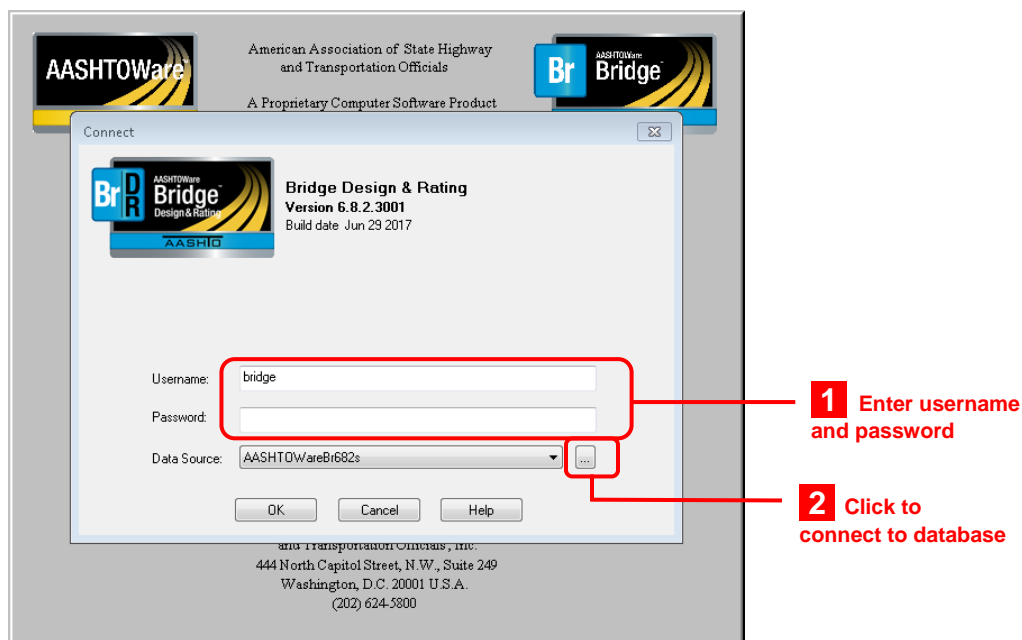 AASHTOWare
American Association of State Highway
and Transportation Officials
A Proprietary Computer Software Product
Br
AASHTOWare
Bridge
Connect
Br
DR
AASHTOWare
Bridge
Design & Rating
AASHTO
Bridge Design & Rating
Version 6.8.2.3001
Build date Jun 29 2017
Username: bridge
Password:
Data Source: AASHTOWareBr682s ...
OK Cancel Help
and Transportation Officials, Inc.
444 North Capitol Street, N.W., Suite 249
Washington, D.C. 20001 U.S.A.
(202) 624-5800
1 Enter username
and password
2 Click to
connect to database